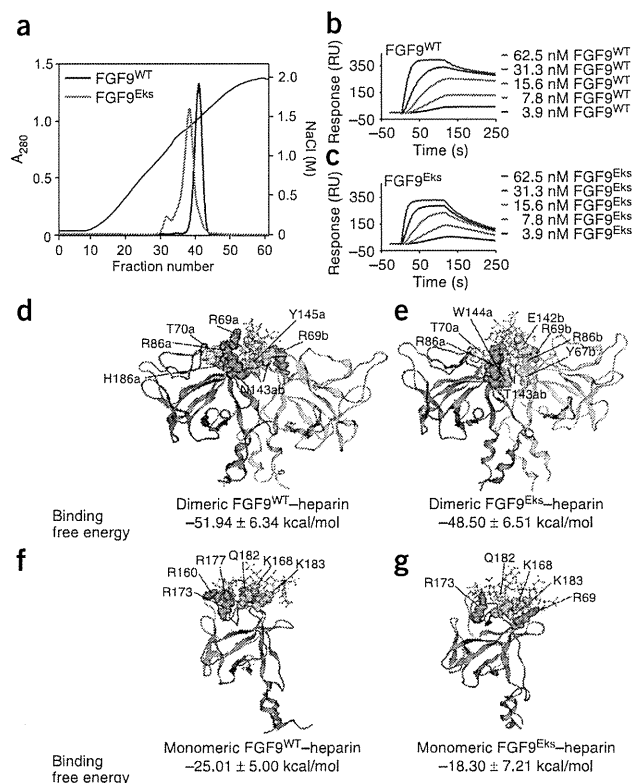 a
1.5
1.0
0.5
0
A280
FGF9WT
FGF9Eks
2.0
1.5
1.0
0.5
0
NaCl (M)
0 10 20 30 40 50 60
Fraction number
b
FGF9WT
350
150
−50
Response (RU)
−50 50 150 250
Time (s)
62.5 nM FGF9WT
31.3 nM FGF9WT
15.6 nM FGF9WT
7.8 nM FGF9WT
3.9 nM FGF9WT
c
FGF9Eks
350
150
−50
Response (RU)
−50 50 150 250
Time (s)
62.5 nM FGF9Eks
31.3 nM FGF9Eks
15.6 nM FGF9Eks
7.8 nM FGF9Eks
3.9 nM FGF9Eks
d
R69a
Y145a
T70a
R69b
R86a
H186a
N143ab
Dimeric FGF9WT–heparin
Binding free energy
−51.94 ± 6.34 kcal/mol
e
W144a
E142b
T70a
R69b
R86a
R86b
Y67b
T143ab
Dimeric FGF9Eks–heparin
−48.50 ± 6.51 kcal/mol
f
Q182
R177
K168
R160
K183
R173
Monomeric FGF9WT–heparin
Binding free energy
−25.01 ± 5.00 kcal/mol
g
Q182
K168
R173
K183
R69
Monomeric FGF9Eks–heparin
−18.30 ± 7.21 kcal/mol